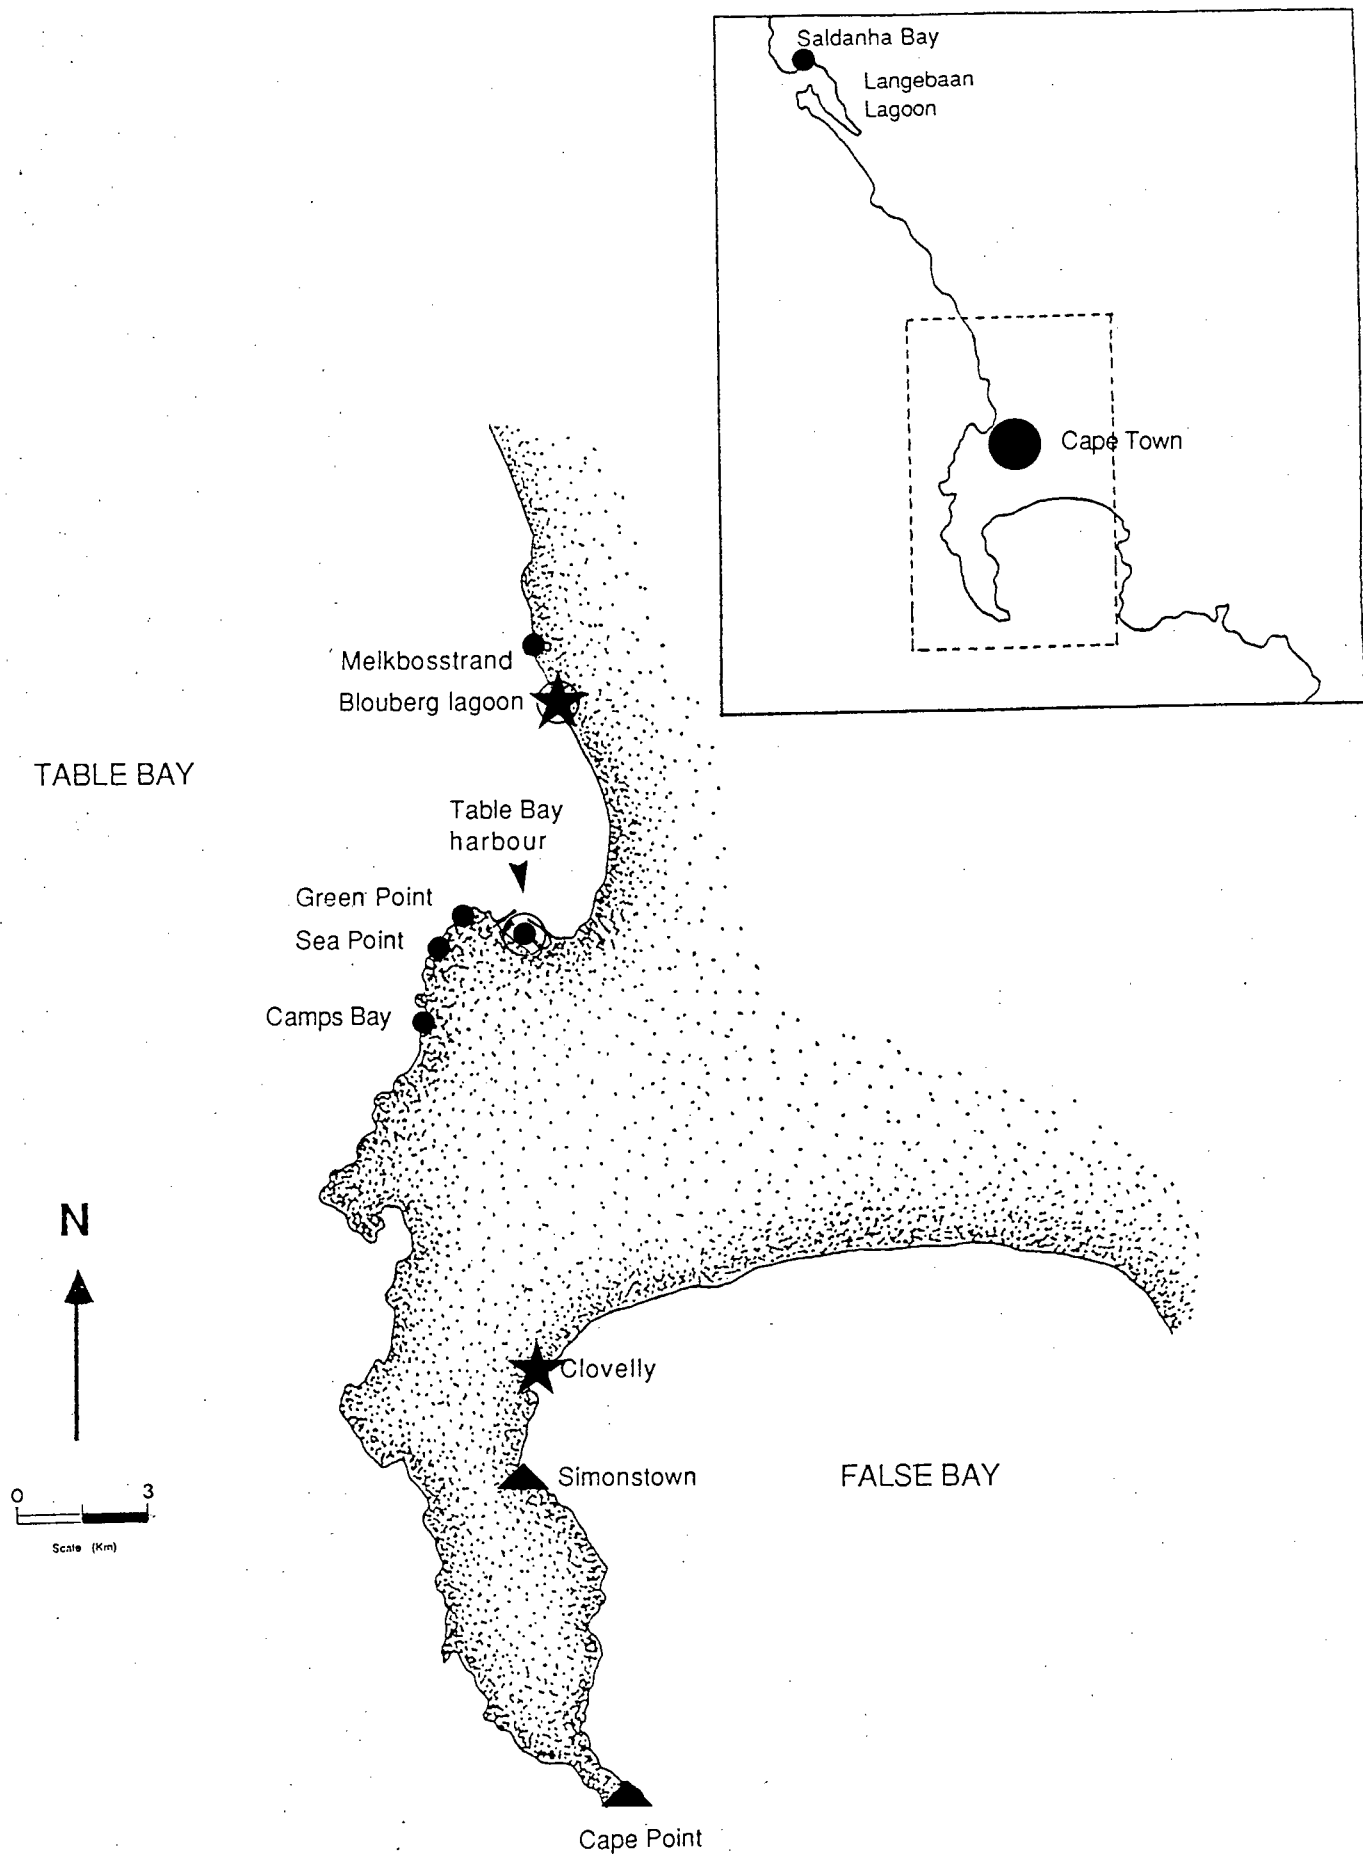 Saldanha Bay
Langebaan
Lagoon
Cape Town
Melkbosstrand
Blouberg lagoon
TABLE BAY
Table Bay
harbour
Green Point
Sea Point
Camps Bay
N
Clovelly
Simonstown
FALSE BAY
0 3
Scale (Km)
Cape Point